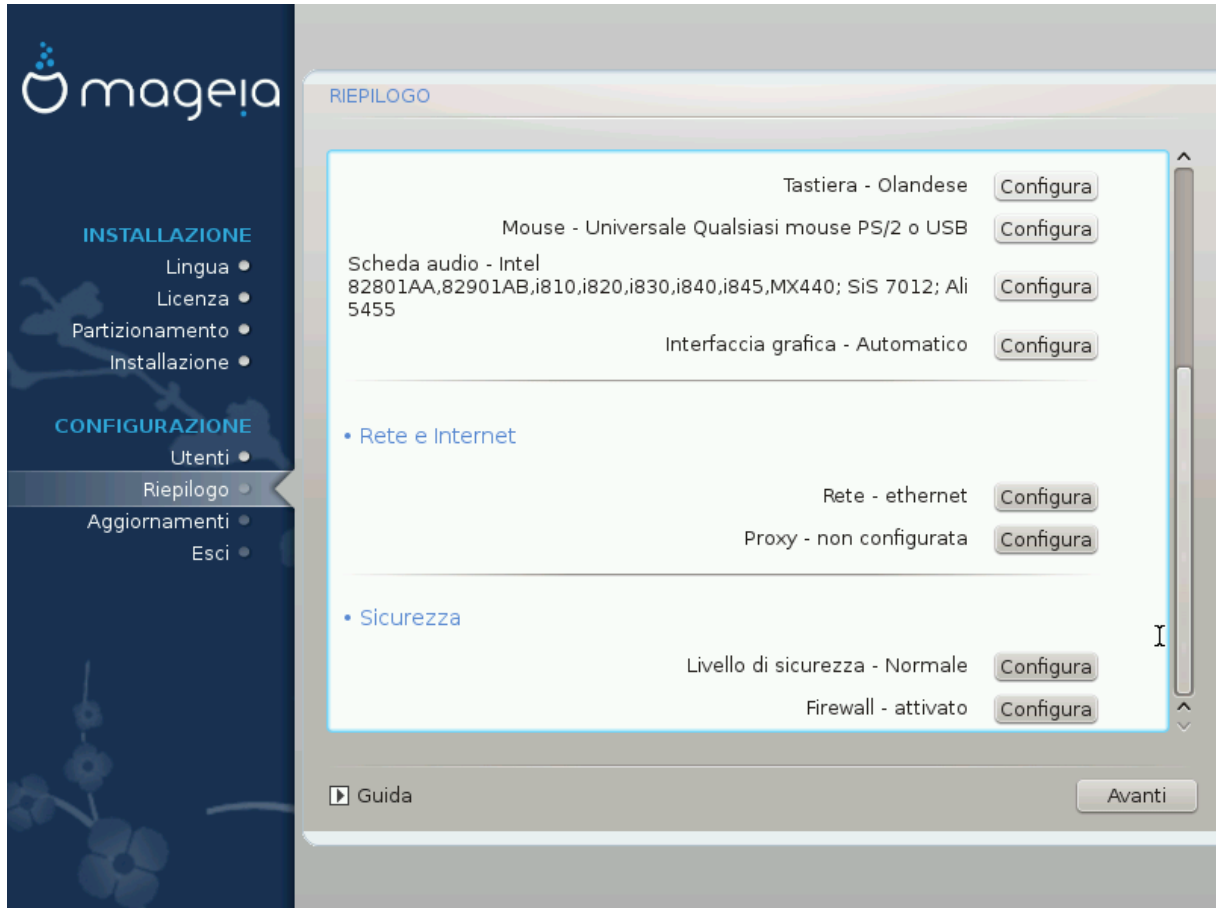 mageia
INSTALLAZIONE
Lingua
Licenza
Partizionamento
Installazione
CONFIGURAZIONE
Utenti
Riepilogo
Aggiornamenti
Esci
RIEPILOGO
Tastiera - Olandese Configura
Mouse - Universale Qualsiasi mouse PS/2 o USB Configura
Scheda audio - Intel
82801AA,82901AB,i810,i820,i830,i840,i845,MX440; SiS 7012; Ali Configura
5455
Interfaccia grafica - Automatico Configura
• Rete e Internet
Rete - ethernet Configura
Proxy - non configurata Configura
• Sicurezza
Livello di sicurezza - Normale Configura
Firewall - attivato Configura
Guida
Avanti